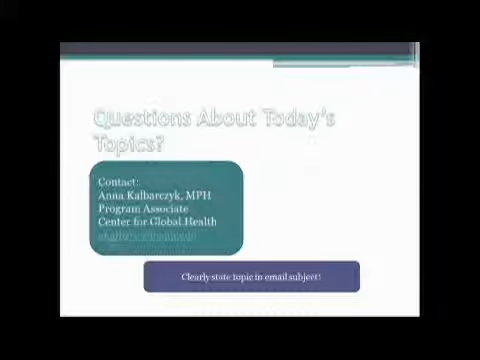 Questions About Today's
Topics?
Contact:
Anna Kalbarczyk, MPH
Program Associate
Center for Global Health
Clearly state topic in email subject!